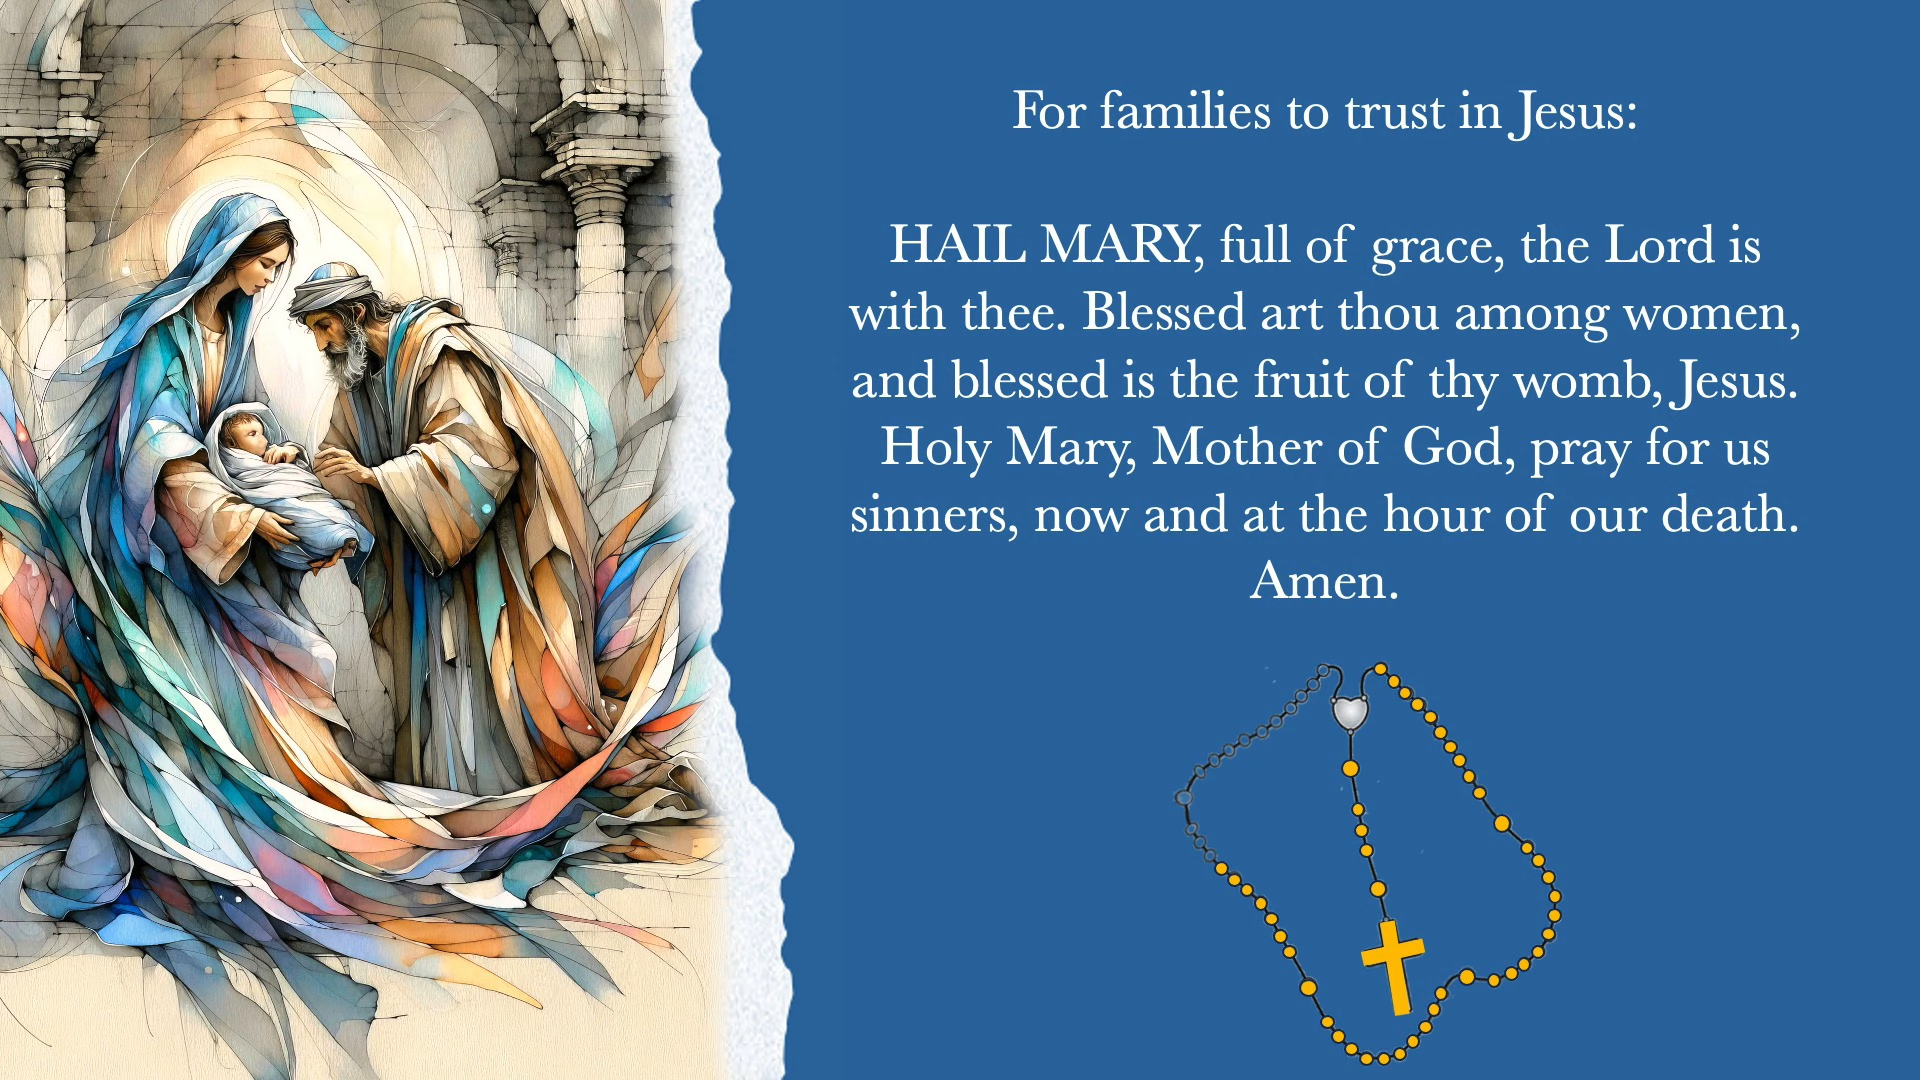 For families to trust in Jesus:
HAIL MARY, full of grace, the Lord is
with thee. Blessed art thou among women,
and blessed is the fruit of thy womb, Jesus.
Holy Mary, Mother of God, pray for us
sinners, now and at the hour of our death.
Amen.